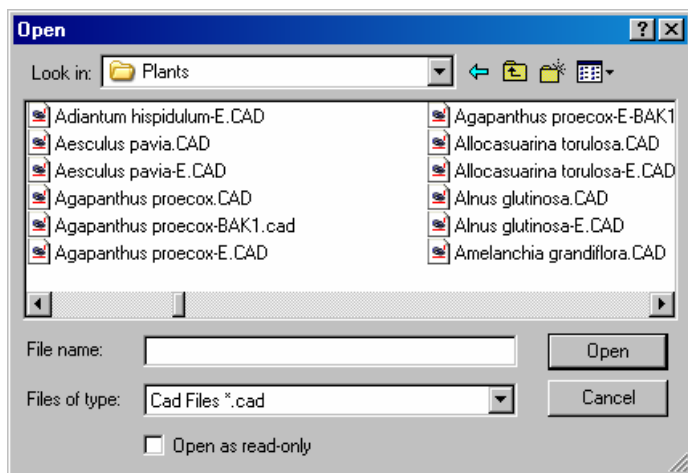 Open
Look in: Plants
Adiantum hispidulum-E.CAD
Aesculus pavia.CAD
Aesculus pavia-E.CAD
Agapanthus proecox.CAD
Agapanthus proecox-BAK1.cad
Agapanthus proecox-E.CAD
Agapanthus proecox-E-BAK1
Allocasuarina torulosa.CAD
Allocasuarina torulosa-E.CAD
Alnus glutinosa.CAD
Alnus glutinosa-E.CAD
Amelanchia grandiflora.CAD
File name:
Open
Files of type: Cad Files *.cad
Cancel
Open as read-only